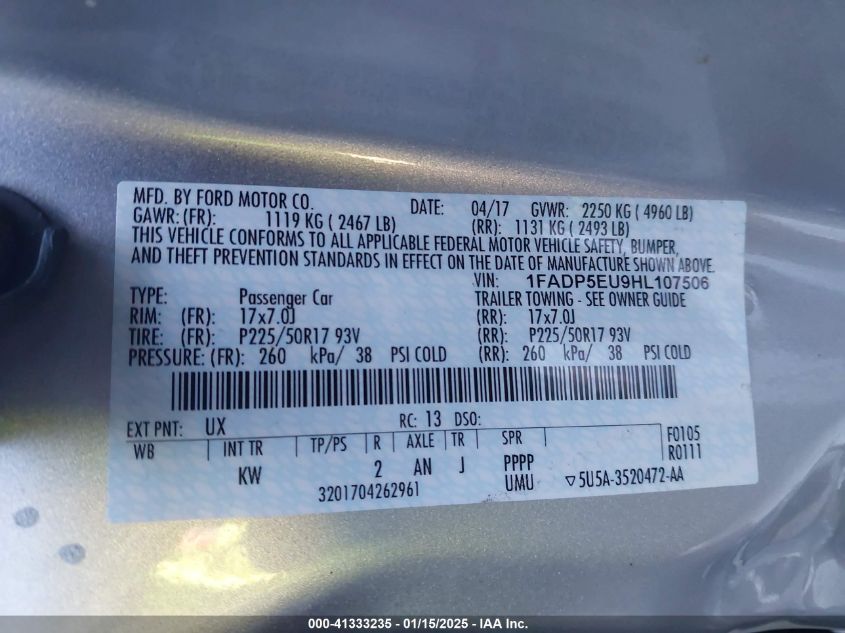 MFD. BY FORD MOTOR CO. DATE: 04/17 GVWR: 2250 KG ( 4960 LB)
GAWR: (FR): 1119 KG ( 2467 LB) (RR): 1131 KG ( 2493 LB)
THIS VEHICLE CONFORMS TO ALL APPLICABLE FEDERAL MOTOR VEHICLE SAFETY, BUMPER,
AND THEFT PREVENTION STANDARDS IN EFFECT ON THE DATE OF MANUFACTURE SHOWN ABOVE.
VIN: 1FADP5EU9HL107506
TYPE: Passenger Car TRAILER TOWING - SEE OWNER GUIDE
RIM: (FR): 17x7.0J (RR): 17x7.0J
TIRE: (FR): P225/50R17 93V (RR): P225/50R17 93V
PRESSURE: (FR): 260 kPa/ 38 PSI COLD (RR): 260 kPa/ 38 PSI COLD
EXT PNT: UX RC: 13 DSO:
WB INT TR TP/PS R AXLE TR SPR F0105
R0111
KW 2 AN J PPPP
3201704262961 UMU ▽5U5A-3520472-AA
000-41333235 - 01/15/2025 - IAA Inc.